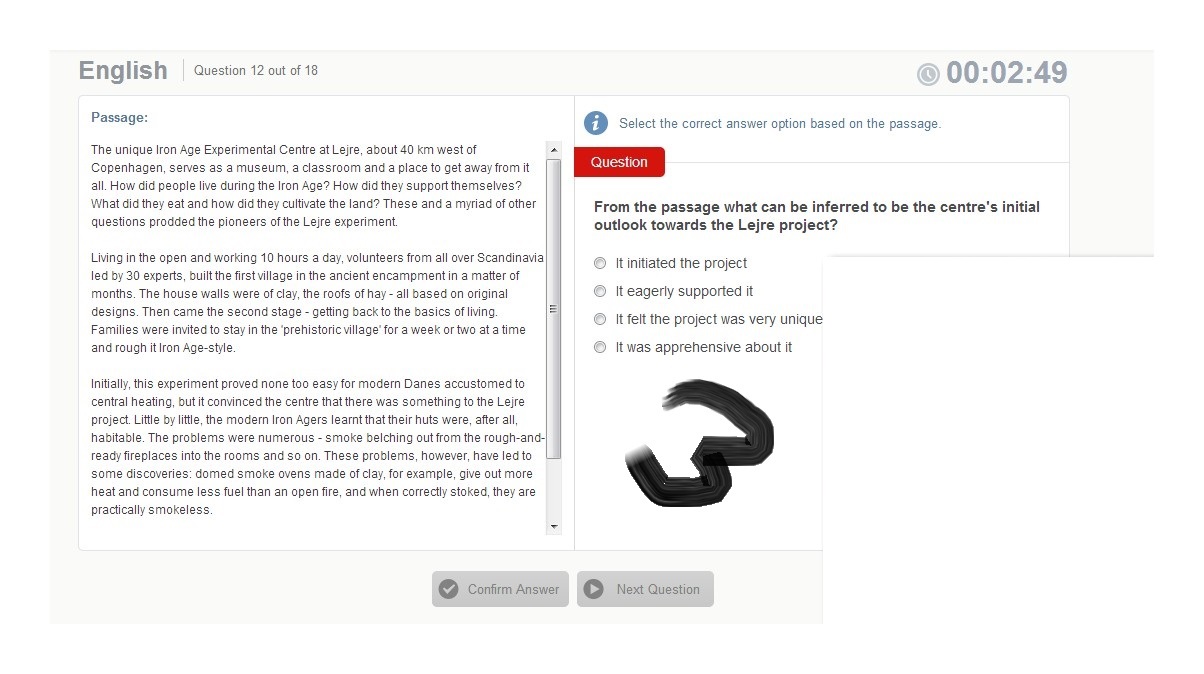 English
Question 12 out of 18
00:02:49
Passage:
The unique Iron Age Experimental Centre at Lejre, about 40 km west of
Copenhagen, serves as a museum, a classroom and a place to get away from it
all. How did people live during the Iron Age? How did they support themselves?
What did they eat and how did they cultivate the land? These and a myriad of other
questions prodded the pioneers of the Lejre experiment.
Living in the open and working 10 hours a day, volunteers from all over Scandinavia
led by 30 experts, built the first village in the ancient encampment in a matter of
months. The house walls were of clay, the roofs of hay - all based on original
designs. Then came the second stage - getting back to the basics of living.
Families were invited to stay in the 'prehistoric village' for a week or two at a time
and rough it Iron Age-style.
Initially, this experiment proved none too easy for modern Danes accustomed to
central heating, but it convinced the centre that there was something to the Lejre
project. Little by little, the modern Iron Agers learnt that their huts were, after all,
habitable. The problems were numerous - smoke belching out from the rough-and-
ready fireplaces into the rooms and so on. These problems, however, have led to
some discoveries: domed smoke ovens made of clay, for example, give out more
heat and consume less fuel than an open fire, and when correctly stoked, they are
practically smokeless.
Select the correct answer option based on the passage.
Question
From the passage what can be inferred to be the centre's initial
outlook towards the Lejre project?
It initiated the project
It eagerly supported it
It felt the project was very unique
It was apprehensive about it
Confirm Answer
Next Question